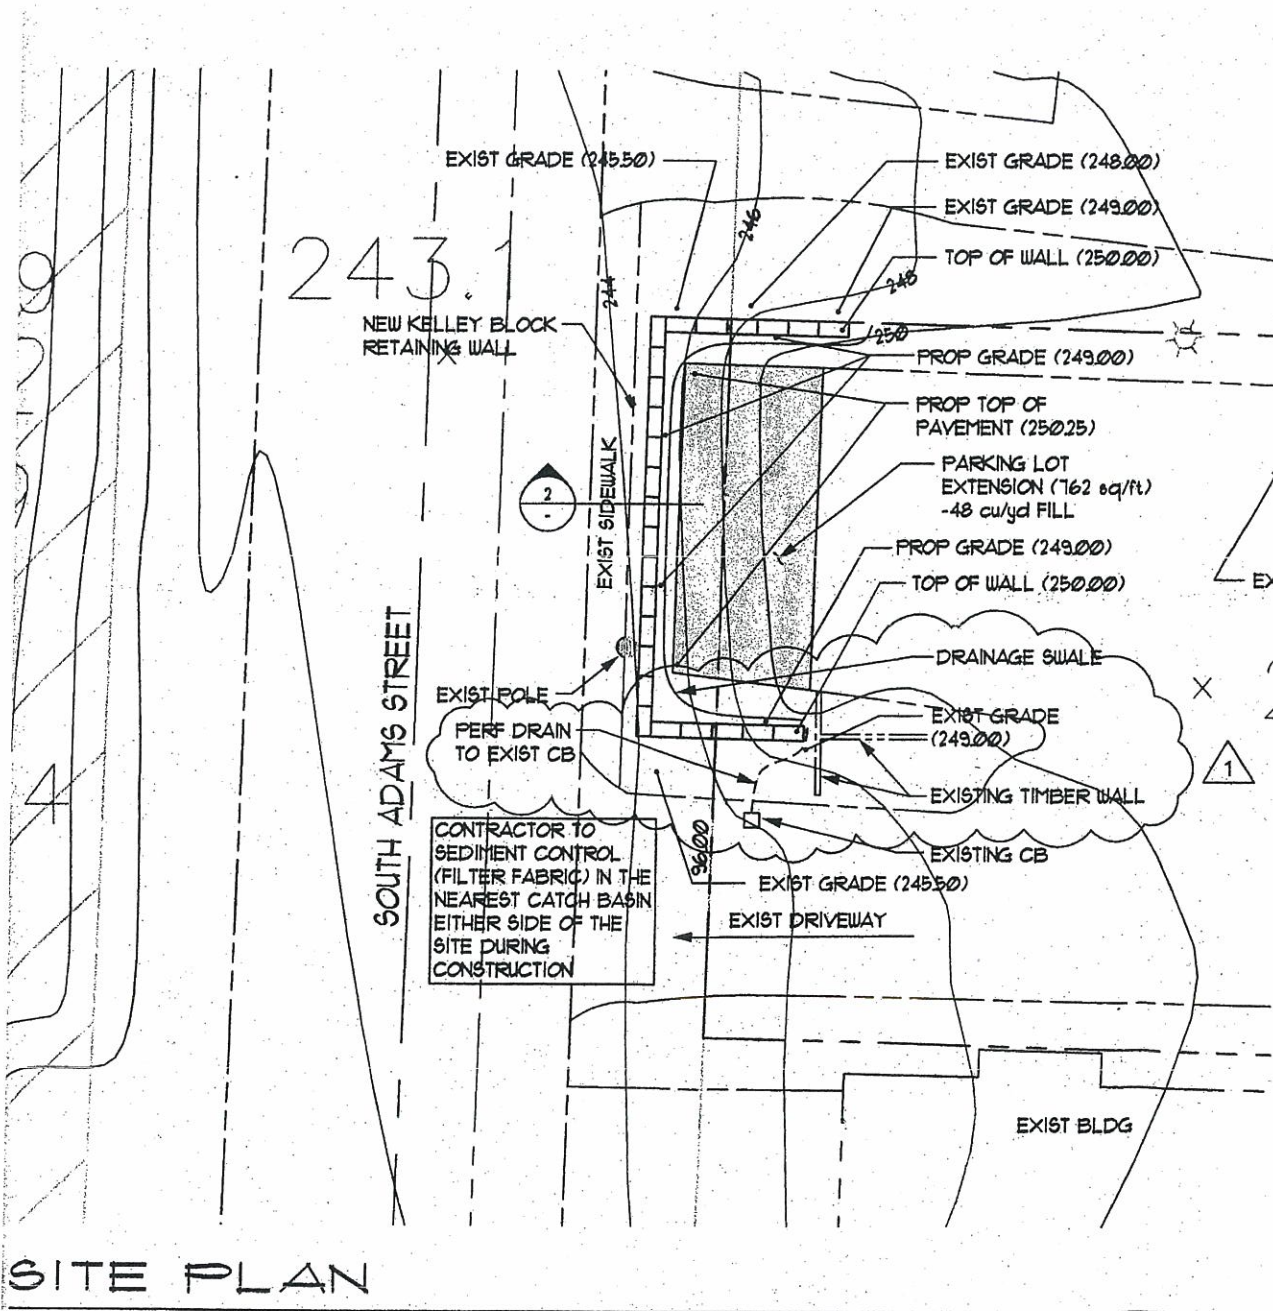 EXIST GRADE (245.50)
EXIST GRADE (248.00)
EXIST GRADE (249.00)
TOP OF WALL (250.00)
246
248
244
250
243.1
NEW KELLEY BLOCK
RETAINING WALL
PROP GRADE (249.00)
PROP TOP OF
PAVEMENT (250.25)
PARKING LOT
EXTENSION (762 sq/ft)
-48 cu/yd FILL
2
-
EXIST SIDEWALK
PROP GRADE (249.00)
TOP OF WALL (250.00)
SOUTH ADAMS STREET
DRAINAGE SWALE
EXIST POLE
PERF DRAIN
TO EXIST CB
EXIST GRADE
(249.00)
1
EXISTING TIMBER WALL
4
CONTRACTOR TO
SEDIMENT CONTROL
(FILTER FABRIC) IN THE
NEAREST CATCH BASIN
EITHER SIDE OF THE
SITE DURING
CONSTRUCTION
96.00
EXISTING CB
EXIST GRADE (245.50)
EXIST DRIVEWAY
EXIST BLDG
SITE PLAN